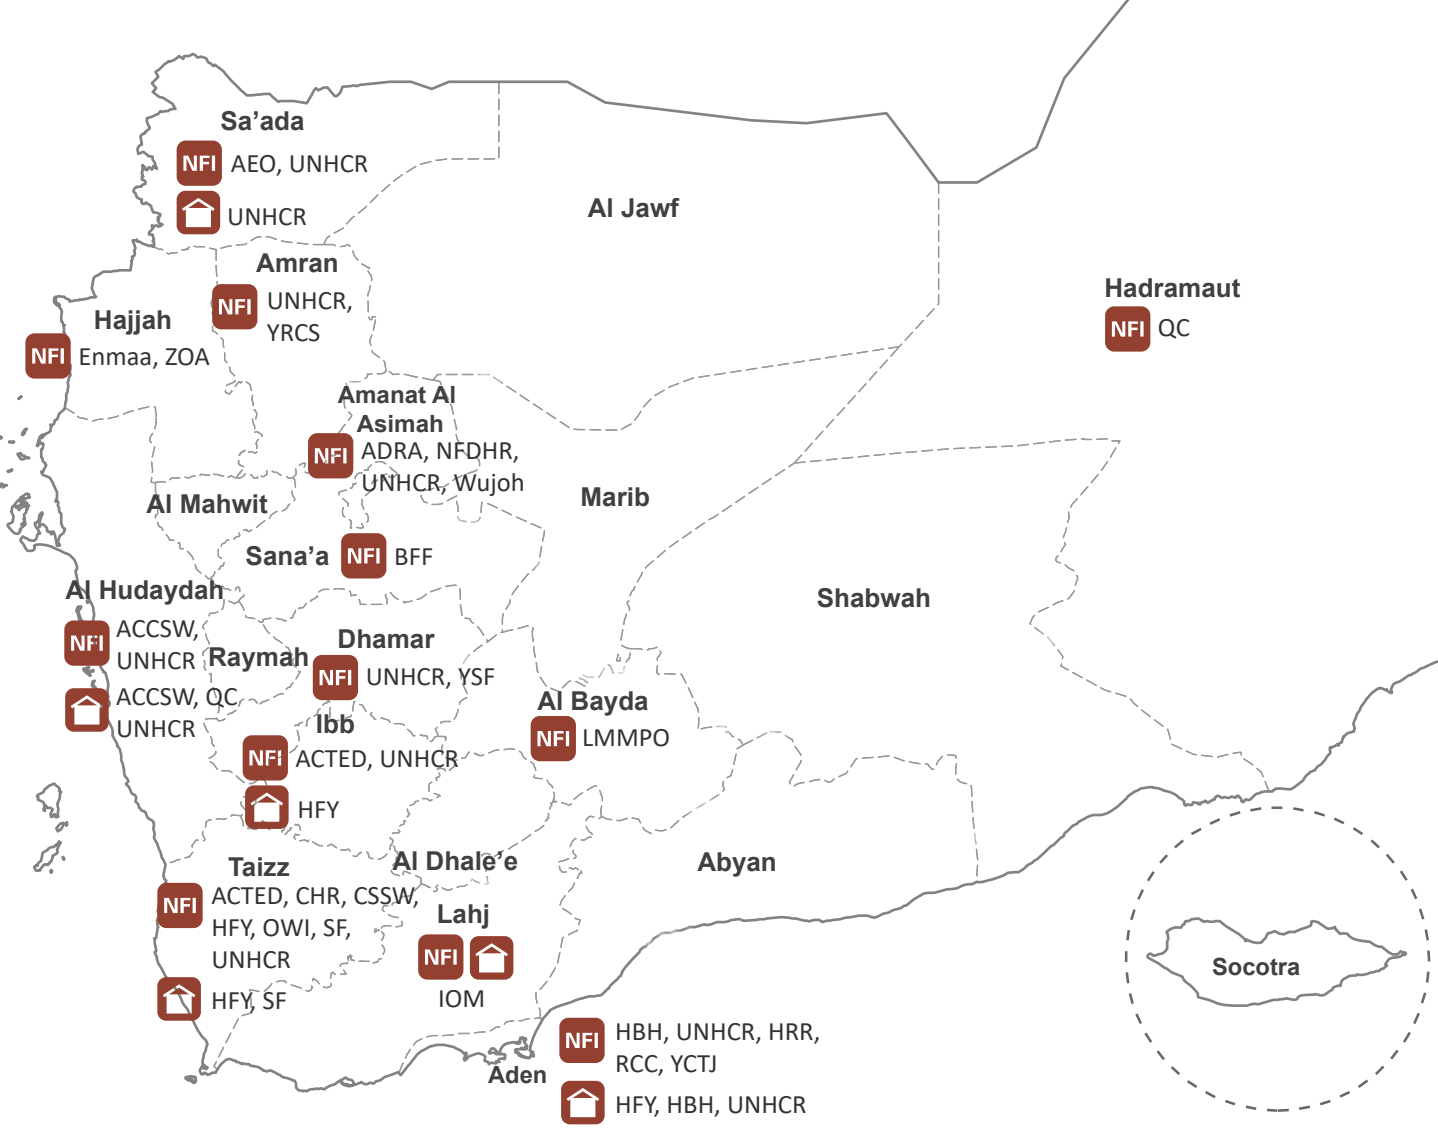 Sa’ada
NFI AEO, UNHCR
UNHCR
Al Jawf
Amran
NFI UNHCR,
YRCS
Hadramaut
NFI QC
Hajjah
NFI Enmaa, ZOA
Amanat Al
Asimah
NFI ADRA, NFDHR,
UNHCR, Wujoh
Marib
Al Mahwit
Sana’a NFI BFF
Al Hudaydah
NFI ACCSW,
UNHCR
ACCSW, QC
UNHCR
Shabwah
Raymah
Dhamar
NFI UNHCR, YSF
Al Bayda
NFI LMMPO
Ibb
NFI ACTED, UNHCR
HFY
Taizz
NFI ACTED, CHR, CSSW,
HFY, OWI, SF,
UNHCR
HFY, SF
Al Dhale’e
Abyan
Lahj
NFI
IOM
Socotra
Aden
NFI HBH, UNHCR, HRR,
RCC, YCTJ
HFY, HBH, UNHCR